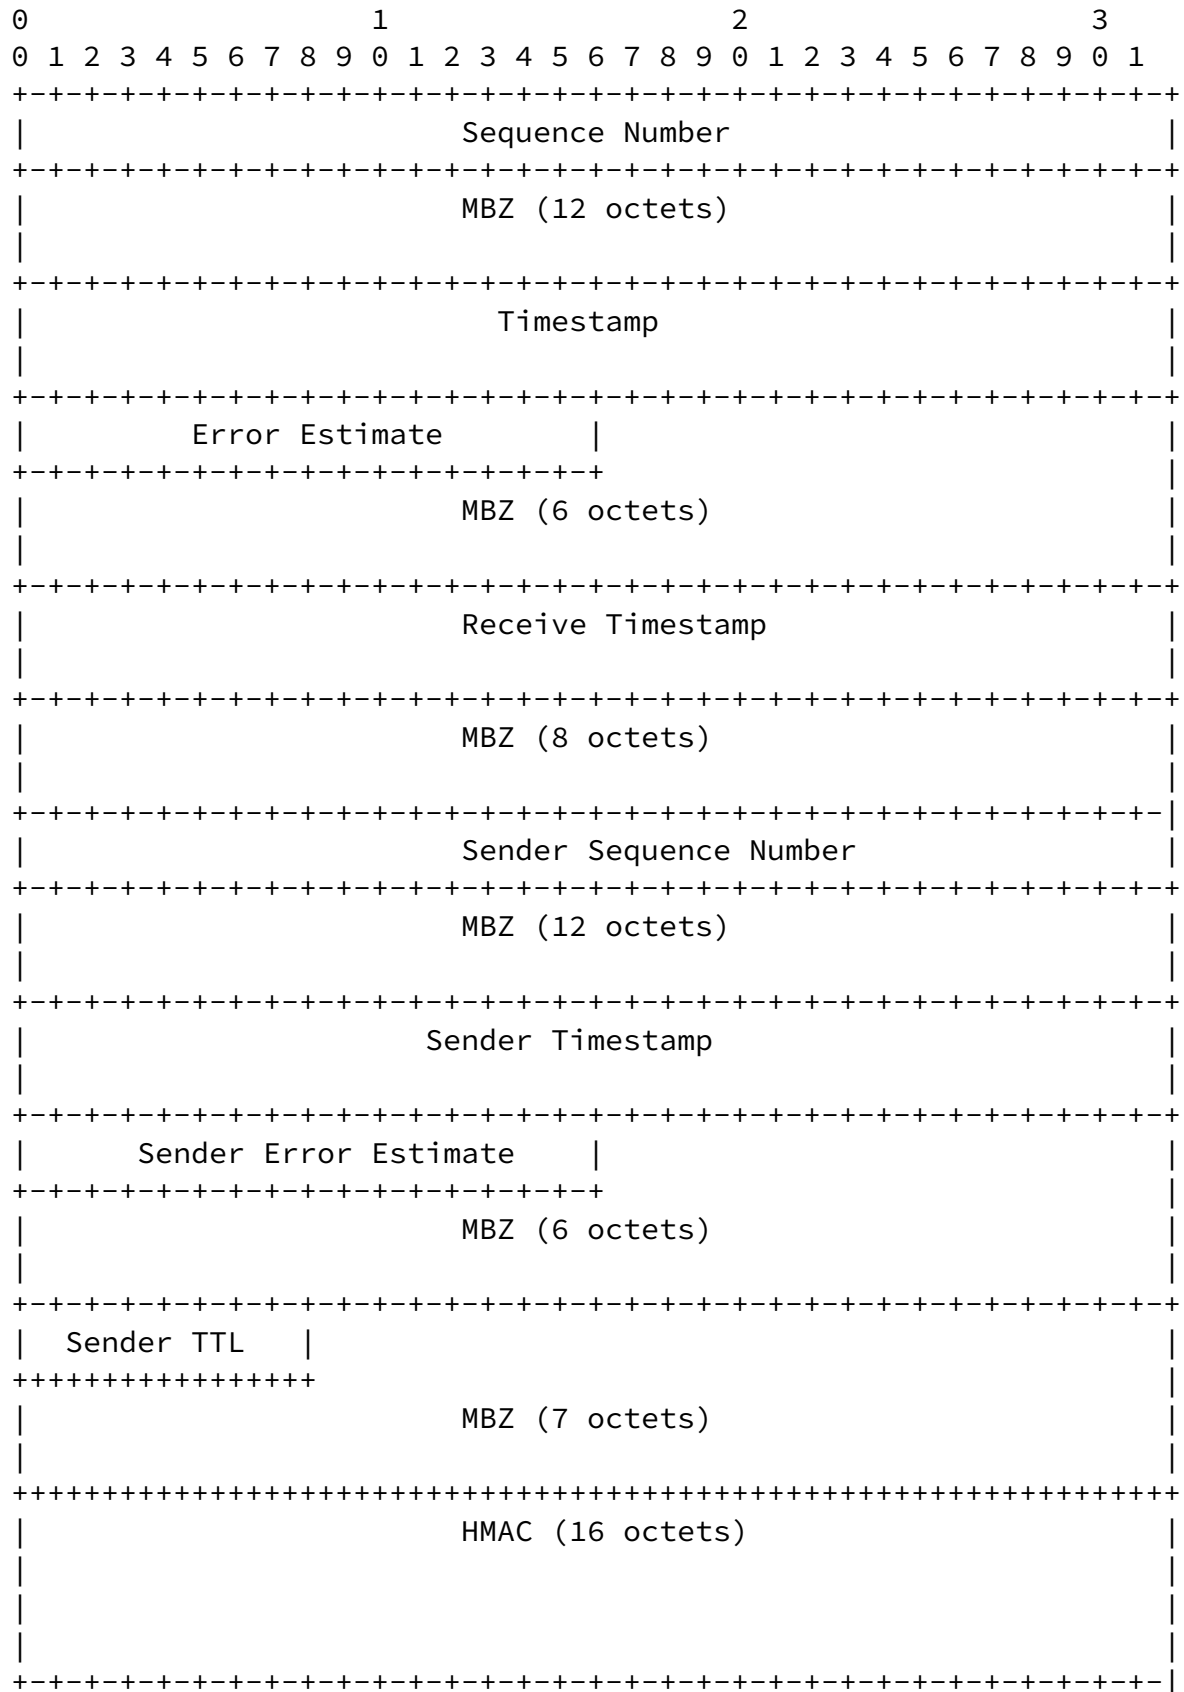 0                   1                   2                   3
0 1 2 3 4 5 6 7 8 9 0 1 2 3 4 5 6 7 8 9 0 1 2 3 4 5 6 7 8 9 0 1
+-+-+-+-+-+-+-+-+-+-+-+-+-+-+-+-+-+-+-+-+-+-+-+-+-+-+-+-+-+-+-+-+
|                        Sequence Number                        |
+-+-+-+-+-+-+-+-+-+-+-+-+-+-+-+-+-+-+-+-+-+-+-+-+-+-+-+-+-+-+-+-+
|                        MBZ (12 octets)                        |
|                                                               |
+-+-+-+-+-+-+-+-+-+-+-+-+-+-+-+-+-+-+-+-+-+-+-+-+-+-+-+-+-+-+-+-+
|                          Timestamp                            |
|                                                               |
+-+-+-+-+-+-+-+-+-+-+-+-+-+-+-+-+-+-+-+-+-+-+-+-+-+-+-+-+-+-+-+-+
|         Error Estimate        |                               |
+-+-+-+-+-+-+-+-+-+-+-+-+-+-+-+-+                               |
|                        MBZ (6 octets)                         |
|                                                               |
+-+-+-+-+-+-+-+-+-+-+-+-+-+-+-+-+-+-+-+-+-+-+-+-+-+-+-+-+-+-+-+-+
|                        Receive Timestamp                      |
|                                                               |
+-+-+-+-+-+-+-+-+-+-+-+-+-+-+-+-+-+-+-+-+-+-+-+-+-+-+-+-+-+-+-+-+
|                        MBZ (8 octets)                         |
|                                                               |
+-+-+-+-+-+-+-+-+-+-+-+-+-+-+-+-+-+-+-+-+-+-+-+-+-+-+-+-+-+-+-+-|
|                        Sender Sequence Number                 |
+-+-+-+-+-+-+-+-+-+-+-+-+-+-+-+-+-+-+-+-+-+-+-+-+-+-+-+-+-+-+-+-+
|                        MBZ (12 octets)                        |
|                                                               |
+-+-+-+-+-+-+-+-+-+-+-+-+-+-+-+-+-+-+-+-+-+-+-+-+-+-+-+-+-+-+-+-+
|                      Sender Timestamp                         |
|                                                               |
+-+-+-+-+-+-+-+-+-+-+-+-+-+-+-+-+-+-+-+-+-+-+-+-+-+-+-+-+-+-+-+-+
|      Sender Error Estimate    |                               |
+-+-+-+-+-+-+-+-+-+-+-+-+-+-+-+-+                               |
|                        MBZ (6 octets)                         |
|                                                               |
+-+-+-+-+-+-+-+-+-+-+-+-+-+-+-+-+-+-+-+-+-+-+-+-+-+-+-+-+-+-+-+-+
|  Sender TTL   |                                               |
+++++++++++++++++                                               |
|                        MBZ (7 octets)                         |
|                                                               |
+++++++++++++++++++++++++++++++++++++++++++++++++++++++++++++++++
|                        HMAC (16 octets)                       |
|                                                               |
|                                                               |
|                                                               |
+-+-+-+-+-+-+-+-+-+-+-+-+-+-+-+-+-+-+-+-+-+-+-+-+-+-+-+-+-+-+-+-|